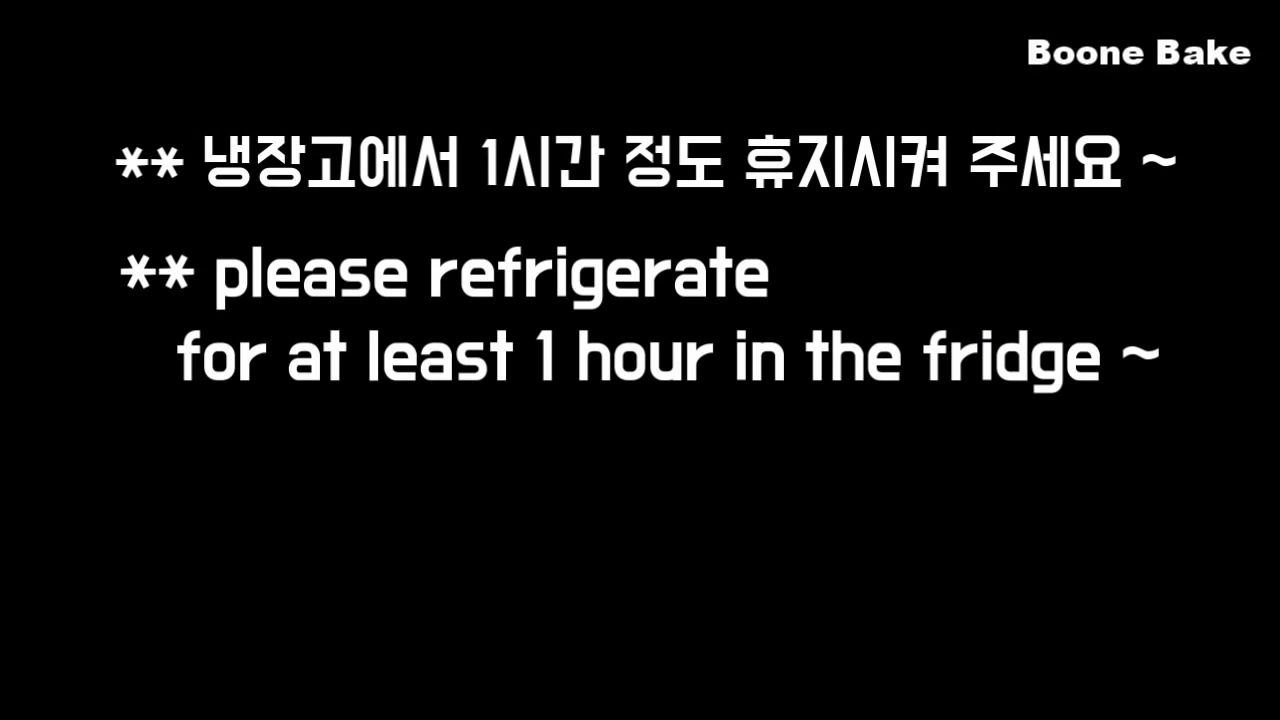 Boone Bake
** 냉장고에서 1시간 정도 휴지시켜 주세요 ~
** please refrigerate
for at least 1 hour in the fridge ~